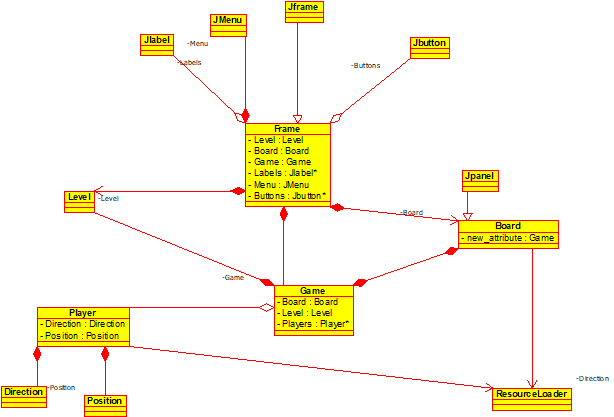 Jframe
JMenu
Jlabel
-Menu
Jbutton
-Labels
-Buttons
Frame
- Level : Level
- Board : Board
- Game : Game
- Labels : Jlabel*
- Menu : JMenu
- Buttons : Jbutton*
Jpanel
Level
-Level
-Board
Board
- new_attribute : Game
-Game
Game
- Board : Board
- Level : Level
- Players : Player*
Player
- Direction : Direction
- Position : Position
-Direction
Direction
-Position
Position
ResourceLoader